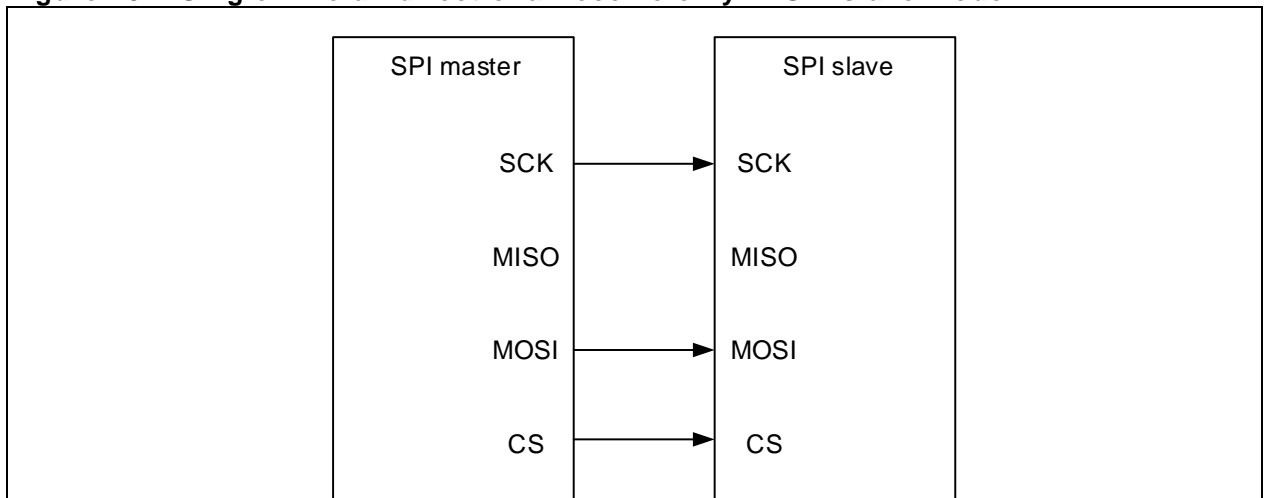 SPI master SPI slave
SCK SCK
MISO MISO
MOSI MOSI
CS CS